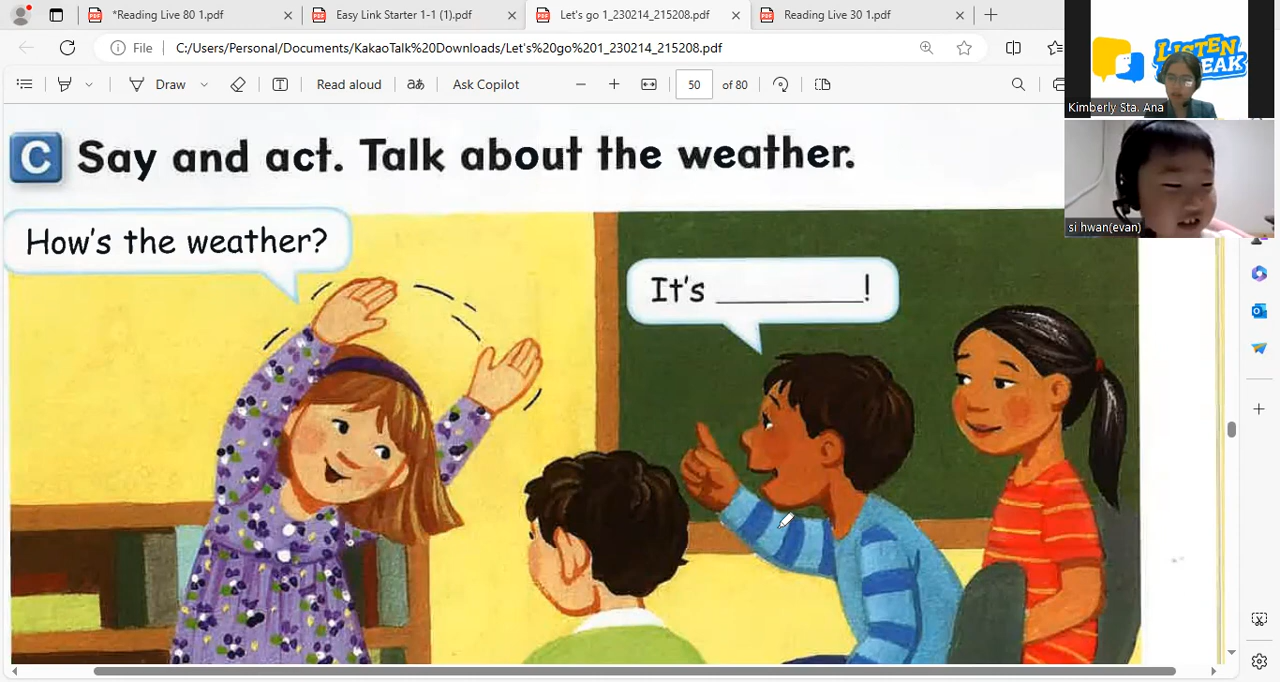 *Reading Live 80 1.pdf
Easy Link Starter 1-1 (1).pdf
Let's go 1_230214_215208.pdf
Reading Live 30 1.pdf
File
C:/Users/Personal/Documents/KakaoTalk%20Downloads/Let's%20go%201_230214_215208.pdf
Draw
Read aloud
aあ
Ask Copilot
50 of 80
LISTEN
Kimberly Sta. Ana
si hwan(evan)
C Say and act. Talk about the weather.
How's the weather?
It's __________!